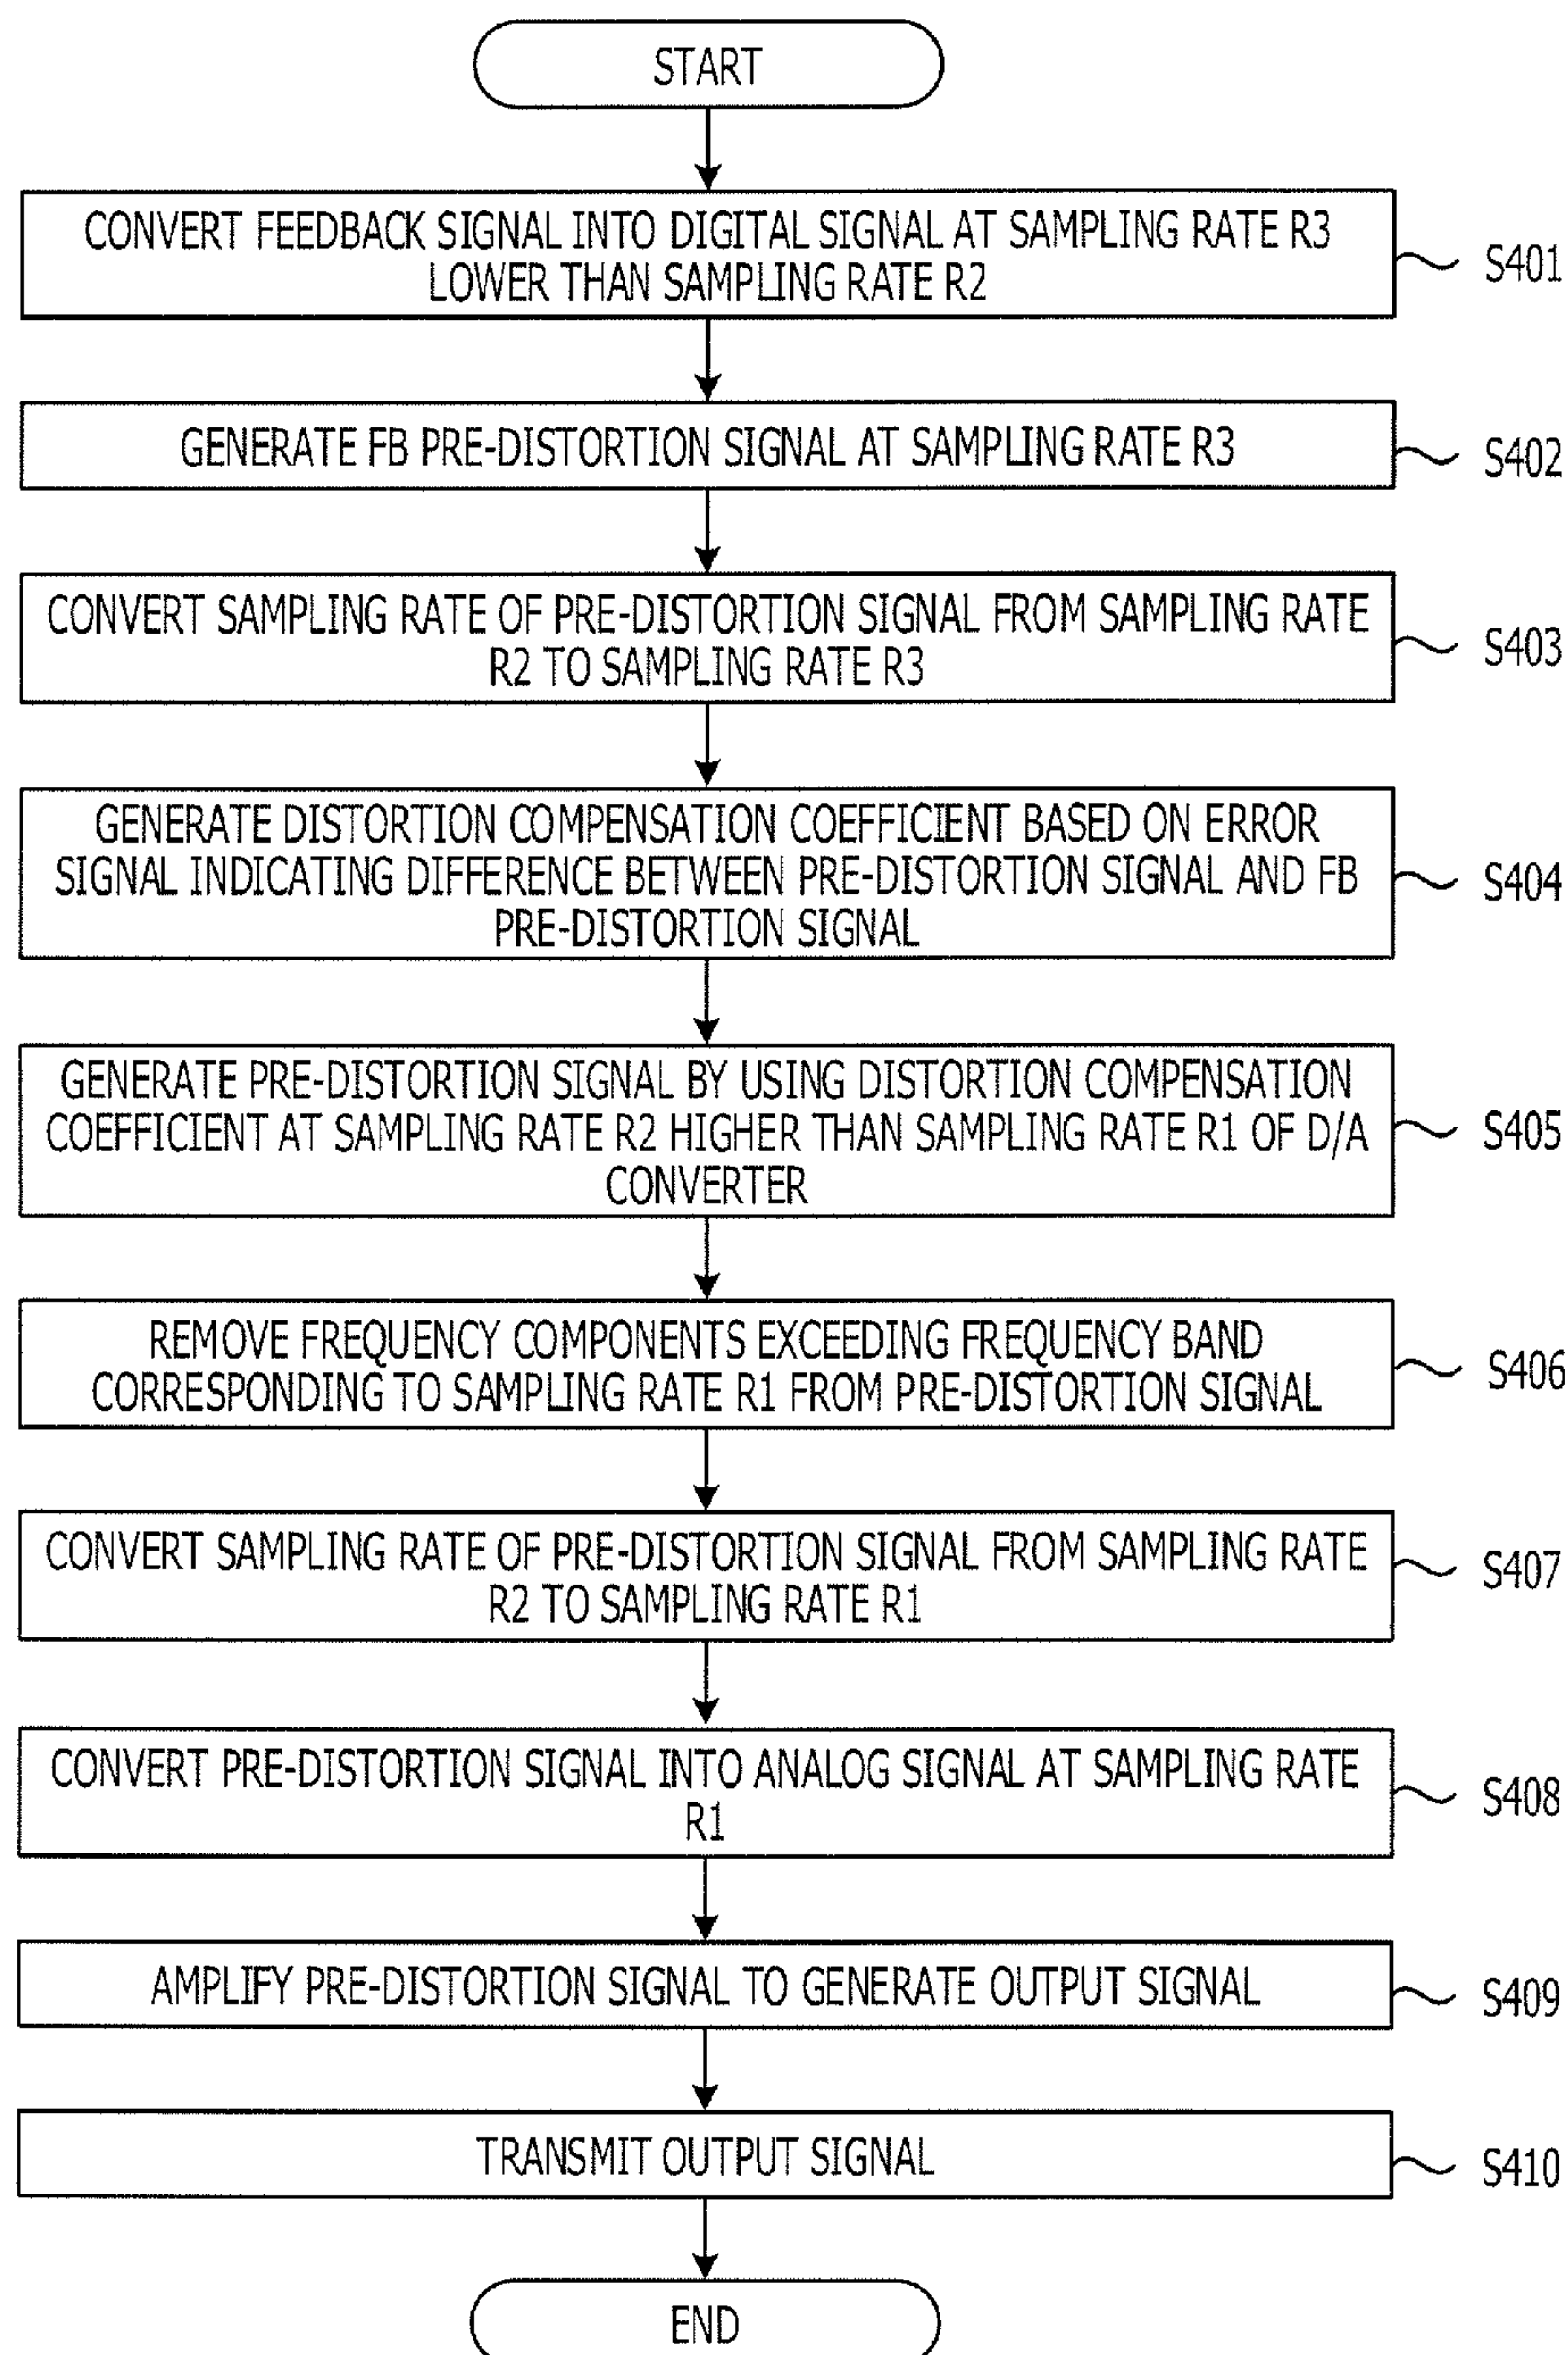 START
CONVERT FEEDBACK SIGNAL INTO DIGITAL SIGNAL AT SAMPLING RATE R3
LOWER THAN SAMPLING RATE R2
S401
GENERATE FB PRE-DISTORTION SIGNAL AT SAMPLING RATE R3
S402
CONVERT SAMPLING RATE OF PRE-DISTORTION SIGNAL FROM SAMPLING RATE
R2 TO SAMPLING RATE R3
S403
GENERATE DISTORTION COMPENSATION COEFFICIENT BASED ON ERROR
SIGNAL INDICATING DIFFERENCE BETWEEN PRE-DISTORTION SIGNAL AND FB
PRE-DISTORTION SIGNAL
S404
GENERATE PRE-DISTORTION SIGNAL BY USING DISTORTION COMPENSATION
COEFFICIENT AT SAMPLING RATE R2 HIGHER THAN SAMPLING RATE R1 OF D/A
CONVERTER
S405
REMOVE FREQUENCY COMPONENTS EXCEEDING FREQUENCY BAND
CORRESPONDING TO SAMPLING RATE R1 FROM PRE-DISTORTION SIGNAL
S406
CONVERT SAMPLING RATE OF PRE-DISTORTION SIGNAL FROM SAMPLING RATE
R2 TO SAMPLING RATE R1
S407
CONVERT PRE-DISTORTION SIGNAL INTO ANALOG SIGNAL AT SAMPLING RATE
R1
S408
AMPLIFY PRE-DISTORTION SIGNAL TO GENERATE OUTPUT SIGNAL
S409
TRANSMIT OUTPUT SIGNAL
S410
END